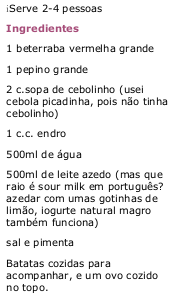 ¡Serve 2-4 pessoas
Ingredientes
1 beterraba vermelha grande
1 pepino grande
2 c.sopa de cebolinho (usei
cebola picadinha, pois não tinha
cebolinho)
1 c.c. endro
500ml de água
500ml de leite azedo (mas que
raio é sour milk em português?
azedar com umas gotinhas de
limão, iogurte natural magro
também funciona)
sal e pimenta
Batatas cozidas para
acompanhar, e um ovo cozido
no topo.